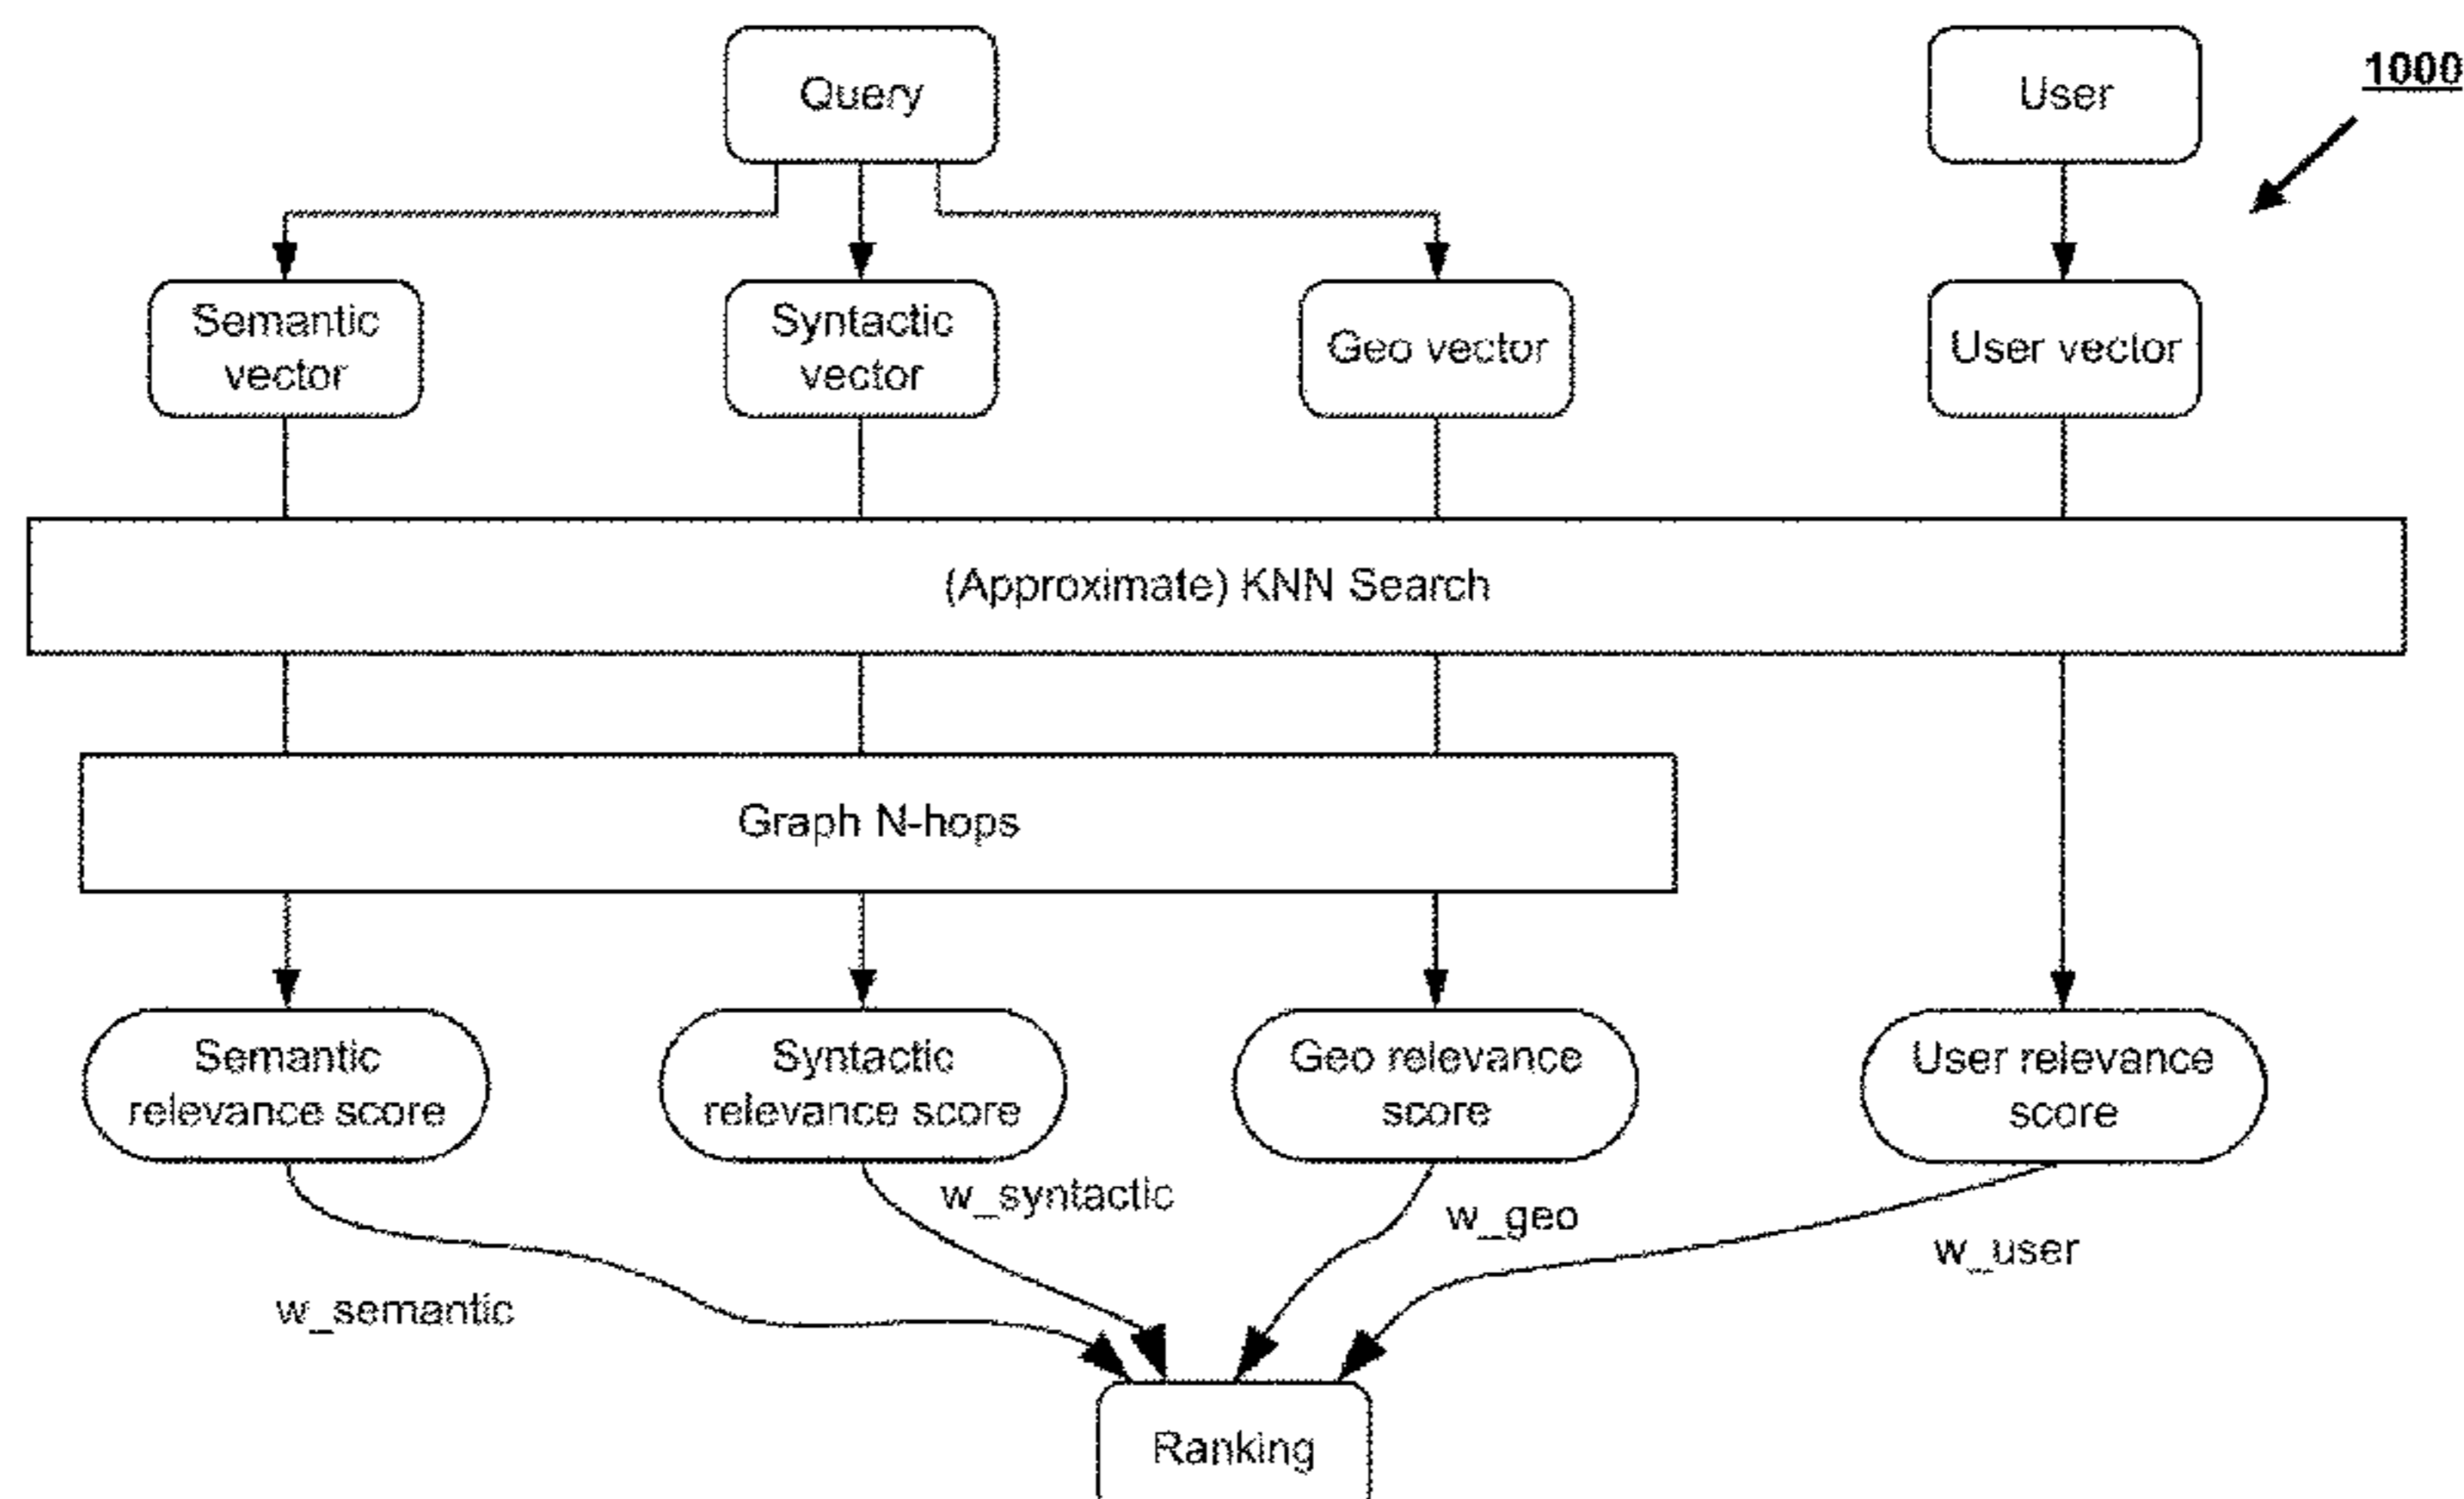 Query
User
1000
Semantic
vector
Syntactic
vector
Geo vector
User vector
(Approximate) KNN Search
Graph N-hops
Semantic
relevance score
Syntactic
relevance score
Geo relevance
score
User relevance
score
w_syntactic
w_geo
w_user
w_semantic
Ranking